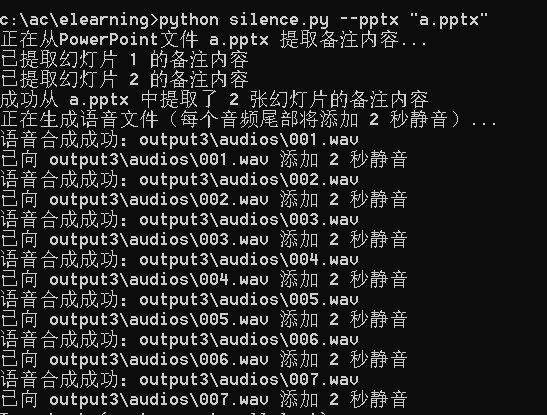 c:\ac\elearning>python silence.py --pptx "a.pptx"
正在从PowerPoint文件 a.pptx 提取备注内容...
已提取幻灯片 1 的备注内容
已提取幻灯片 2 的备注内容
成功从 a.pptx 中提取了 2 张幻灯片的备注内容
正在生成语音文件（每个音频尾部将添加 2 秒静音）...
语音合成成功: output3\audios\001.wav
已向 output3\audios\001.wav 添加 2 秒静音
语音合成成功: output3\audios\002.wav
已向 output3\audios\002.wav 添加 2 秒静音
语音合成成功: output3\audios\003.wav
已向 output3\audios\003.wav 添加 2 秒静音
语音合成成功: output3\audios\004.wav
已向 output3\audios\004.wav 添加 2 秒静音
语音合成成功: output3\audios\005.wav
已向 output3\audios\005.wav 添加 2 秒静音
语音合成成功: output3\audios\006.wav
已向 output3\audios\006.wav 添加 2 秒静音
语音合成成功: output3\audios\007.wav
已向 output3\audios\007.wav 添加 2 秒静音